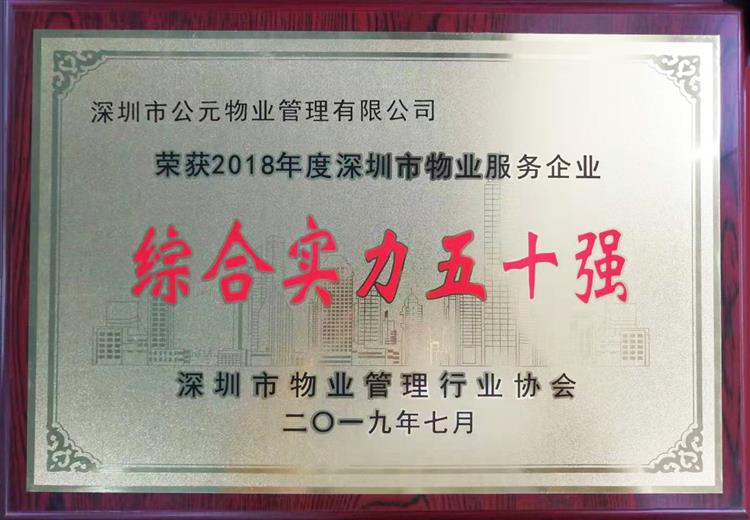 深圳市公元物业管理有限公司
荣获2018年度深圳市物业服务企业
综合实力五十强
深圳市物业管理行业协会
二〇一九年七月